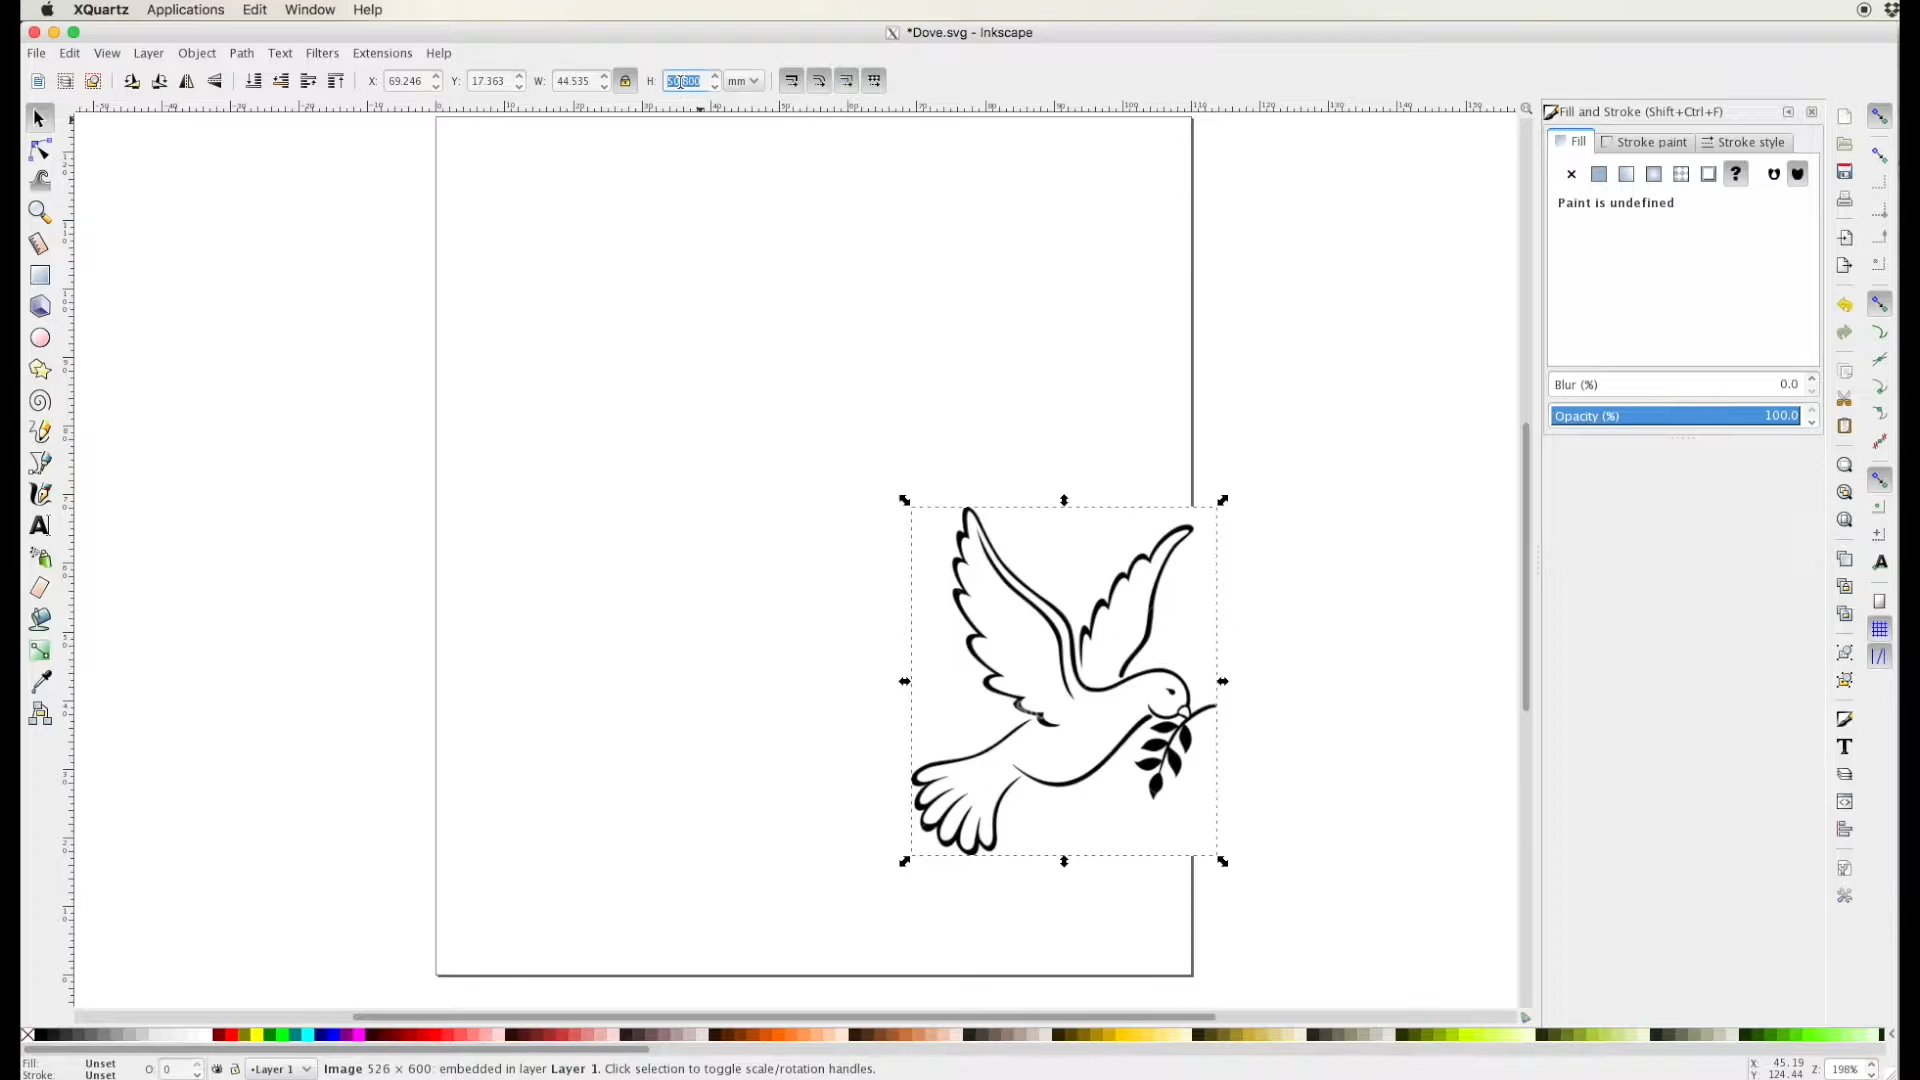 XQuartz Applications Edit Window Help
*Dove.svg - Inkscape
File Edit View Layer Object Path Text Filters Extensions Help
X: 69.246 Y: 17.363 W: 44.535 H: mm
Fill and Stroke (Shift+Ctrl+F)
Fill Stroke paint Stroke style
?
Paint is undefined
Blur (%) 0.0
Opacity (%) 100.0
Fill: Unset
Stroke: Unset
O: 0
•Layer 1
Image 526 × 600: embedded in layer Layer 1. Click selection to toggle scale/rotation handles.
X: 45.19
Y: 124.44
Z: 198%